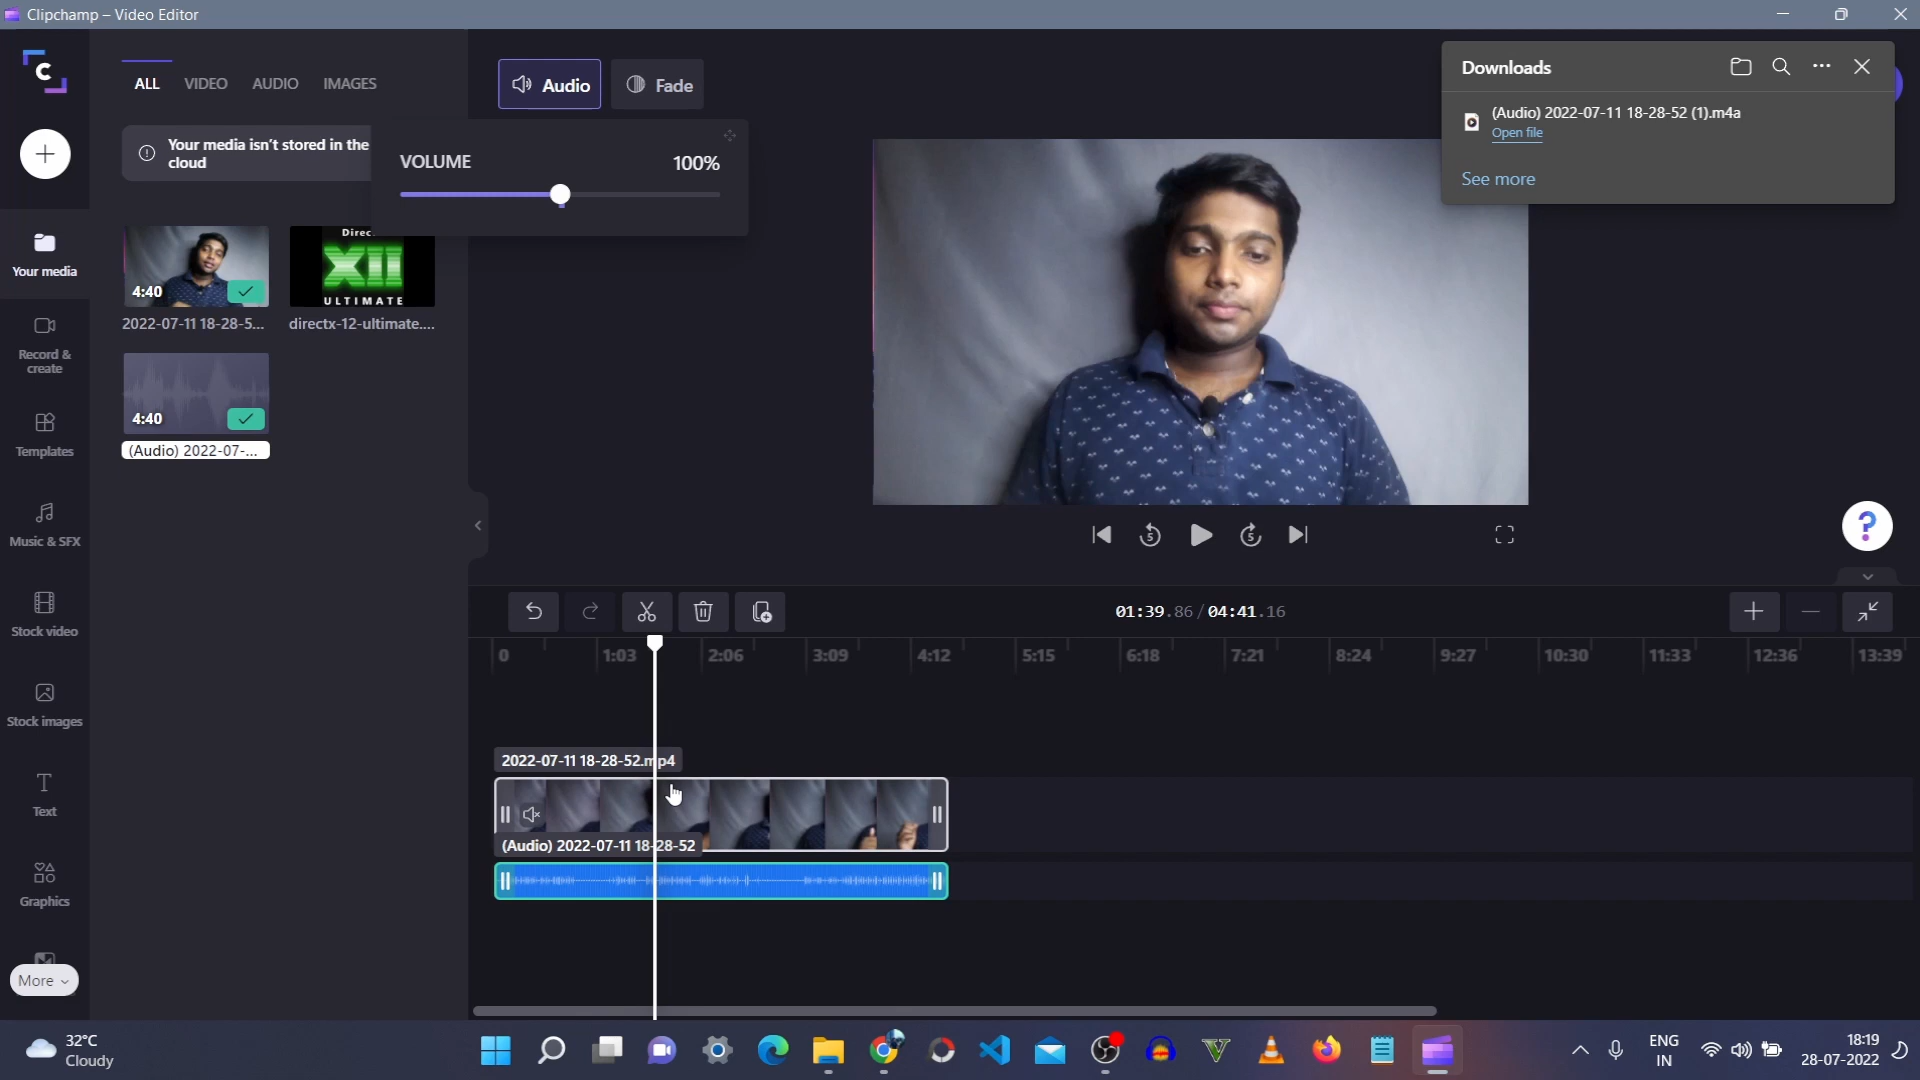 Clipchamp – Video Editor
ALL VIDEO AUDIO IMAGES
Audio
Fade
Downloads
(Audio) 2022-07-11 18-28-52 (1).m4a
Open file
See more
Your media isn't stored in the
cloud
VOLUME 100%
Your media
4:40
2022-07-11 18-28-5...
Direc
XII
ULTIMATE
directx-12-ultimate....
4:40
(Audio) 2022-07-...
Record &
create
Templates
Music & SFX
Stock video
Stock images
Text
Graphics
More
5
5
?
01:39.86 / 04:41.16
0 1:03 2:06 3:09 4:12 5:15 6:18 7:21 8:24 9:27 10:30 11:33 12:36 13:39
2022-07-11 18-28-52.mp4
(Audio) 2022-07-11 18-28-52
32°C
Cloudy
ENG
IN
18:19
28-07-2022